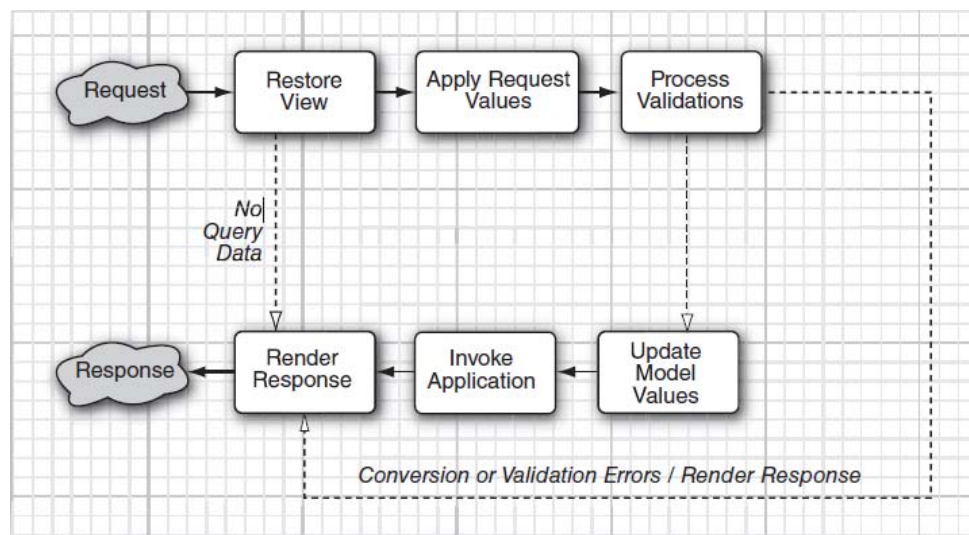 Request
Restore
View
Apply Request
Values
Process
Validations
No
Query
Data
Response
Render
Response
Invoke
Application
Update
Model
Values
Conversion or Validation Errors / Render Response